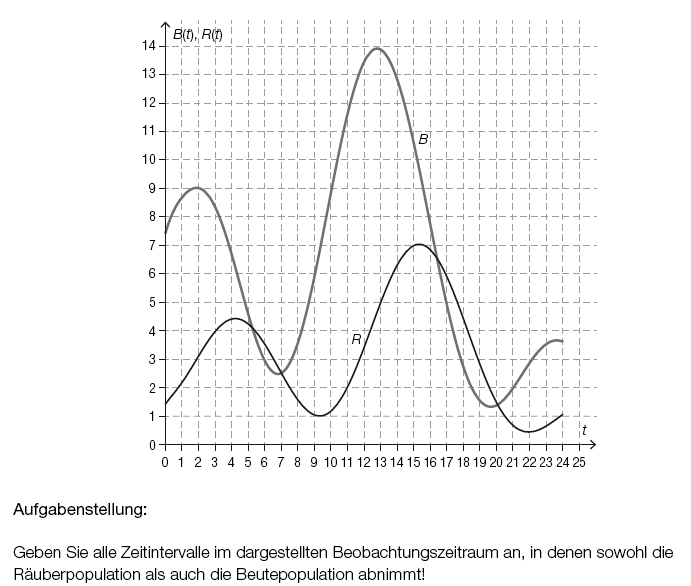 B(t), R(t)
14
13
12
11
10
9
8
7
6
5
4
3
2
1
0
B
R
t
0 1 2 3 4 5 6 7 8 9 10 11 12 13 14 15 16 17 18 19 20 21 22 23 24 25
Aufgabenstellung:
Geben Sie alle Zeitintervalle im dargestellten Beobachtungszeitraum an, in denen sowohl die
Räuberpopulation als auch die Beutepopulation abnimmt!